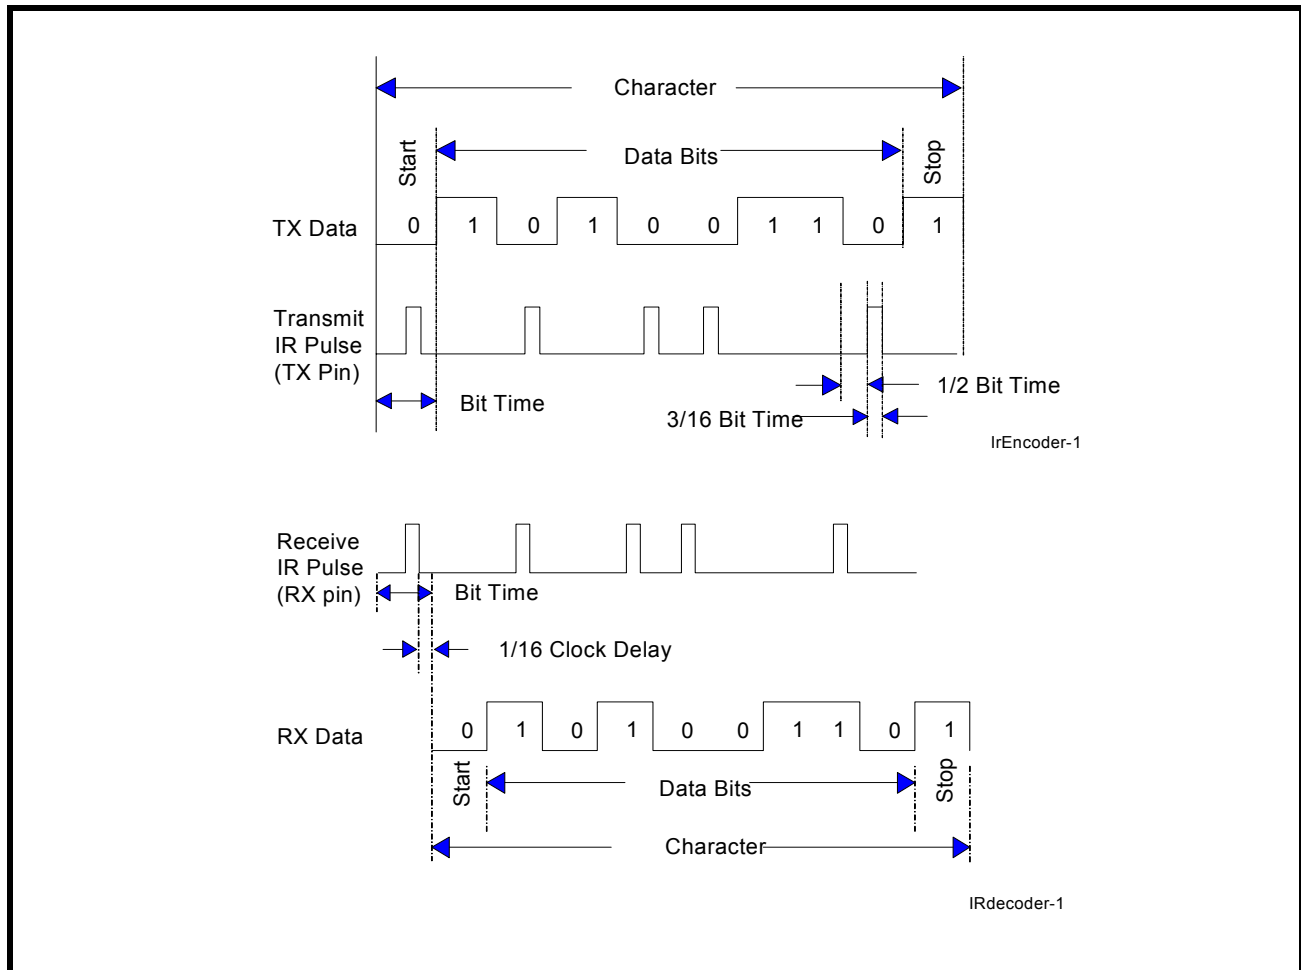 Character
Start
Data Bits
Stop
TX Data
0 1 0 1 0 0 1 1 0 1
Transmit
IR Pulse
(TX Pin)
1/2 Bit Time
Bit Time
3/16 Bit Time
IrEncoder-1
Receive
IR Pulse
(RX pin)
Bit Time
1/16 Clock Delay
RX Data
0 1 0 1 0 0 1 1 0 1
Start
Data Bits
Stop
Character
IRdecoder-1